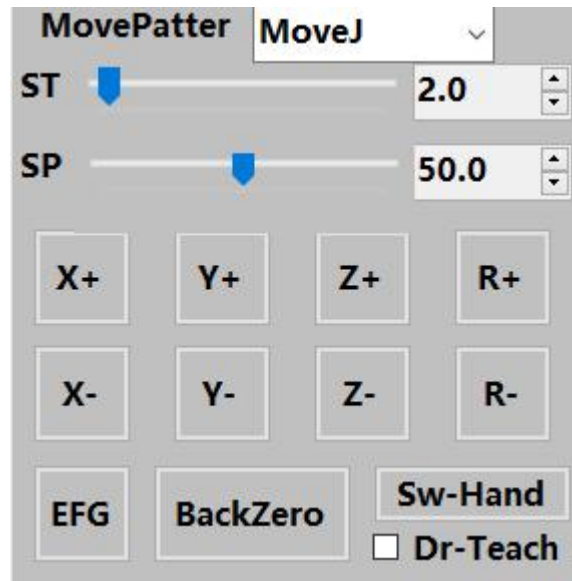 MovePatter MoveJ
ST 2.0
SP 50.0
X+ Y+ Z+ R+
X- Y- Z- R-
EFG BackZero Sw-Hand
Dr-Teach